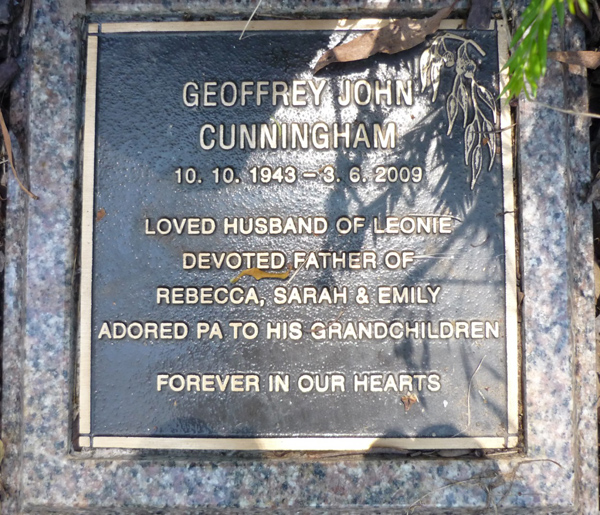 GEOFFREY JOHN
CUNNINGHAM
10. 10. 1943 – 3. 6. 2009
LOVED HUSBAND OF LEONIE
DEVOTED FATHER OF
REBECCA, SARAH & EMILY
ADORED PA TO HIS GRANDCHILDREN
FOREVER IN OUR HEARTS